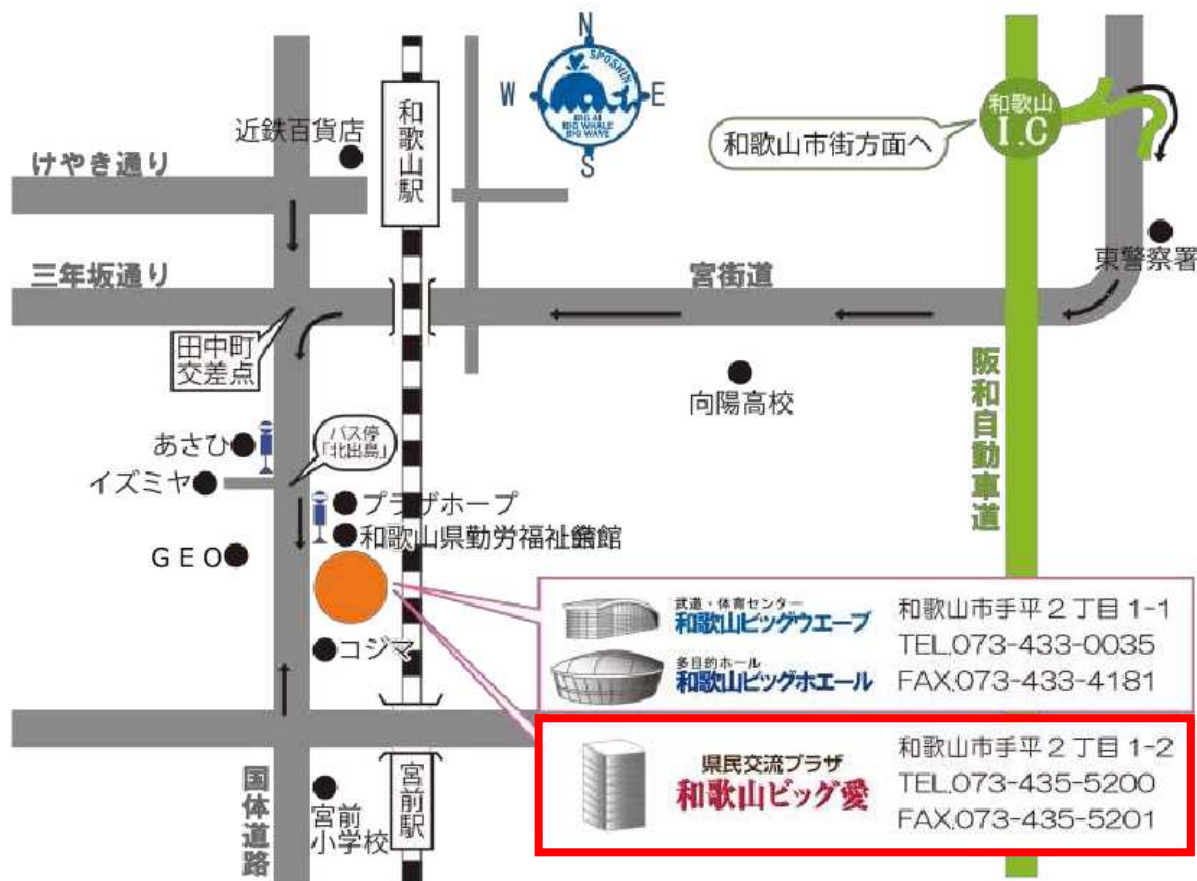 N
W
E
S
SPOSHIN
BIG AI
BIG WHALE
BIG WAVE
和歌山駅
近鉄百貨店
けやき通り
三年坂通り
和歌山
I.C
和歌山市街方面へ
東警察署
宮街道
田中町
交差点
向陽高校
阪和自動車道
あさひ
バス停
「北出島」
イズミヤ
プラザホープ
和歌山県勤労福祉会館
GEO
コジマ
武道・体育センター
和歌山ビッグウエーブ
多目的ホール
和歌山ビッグホエール
和歌山市手平2丁目1-1
TEL.073-433-0035
FAX.073-433-4181
県民交流プラザ
和歌山ビッグ愛
和歌山市手平2丁目1-2
TEL.073-435-5200
FAX.073-435-5201
国体道路
宮前
小学校
宮前駅